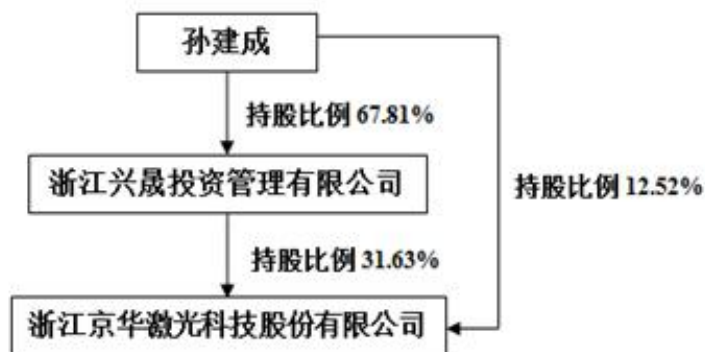 孙建成
持股比例 67.81%
浙江兴晟投资管理有限公司
持股比例 12.52%
持股比例 31.63%
浙江京华激光科技股份有限公司